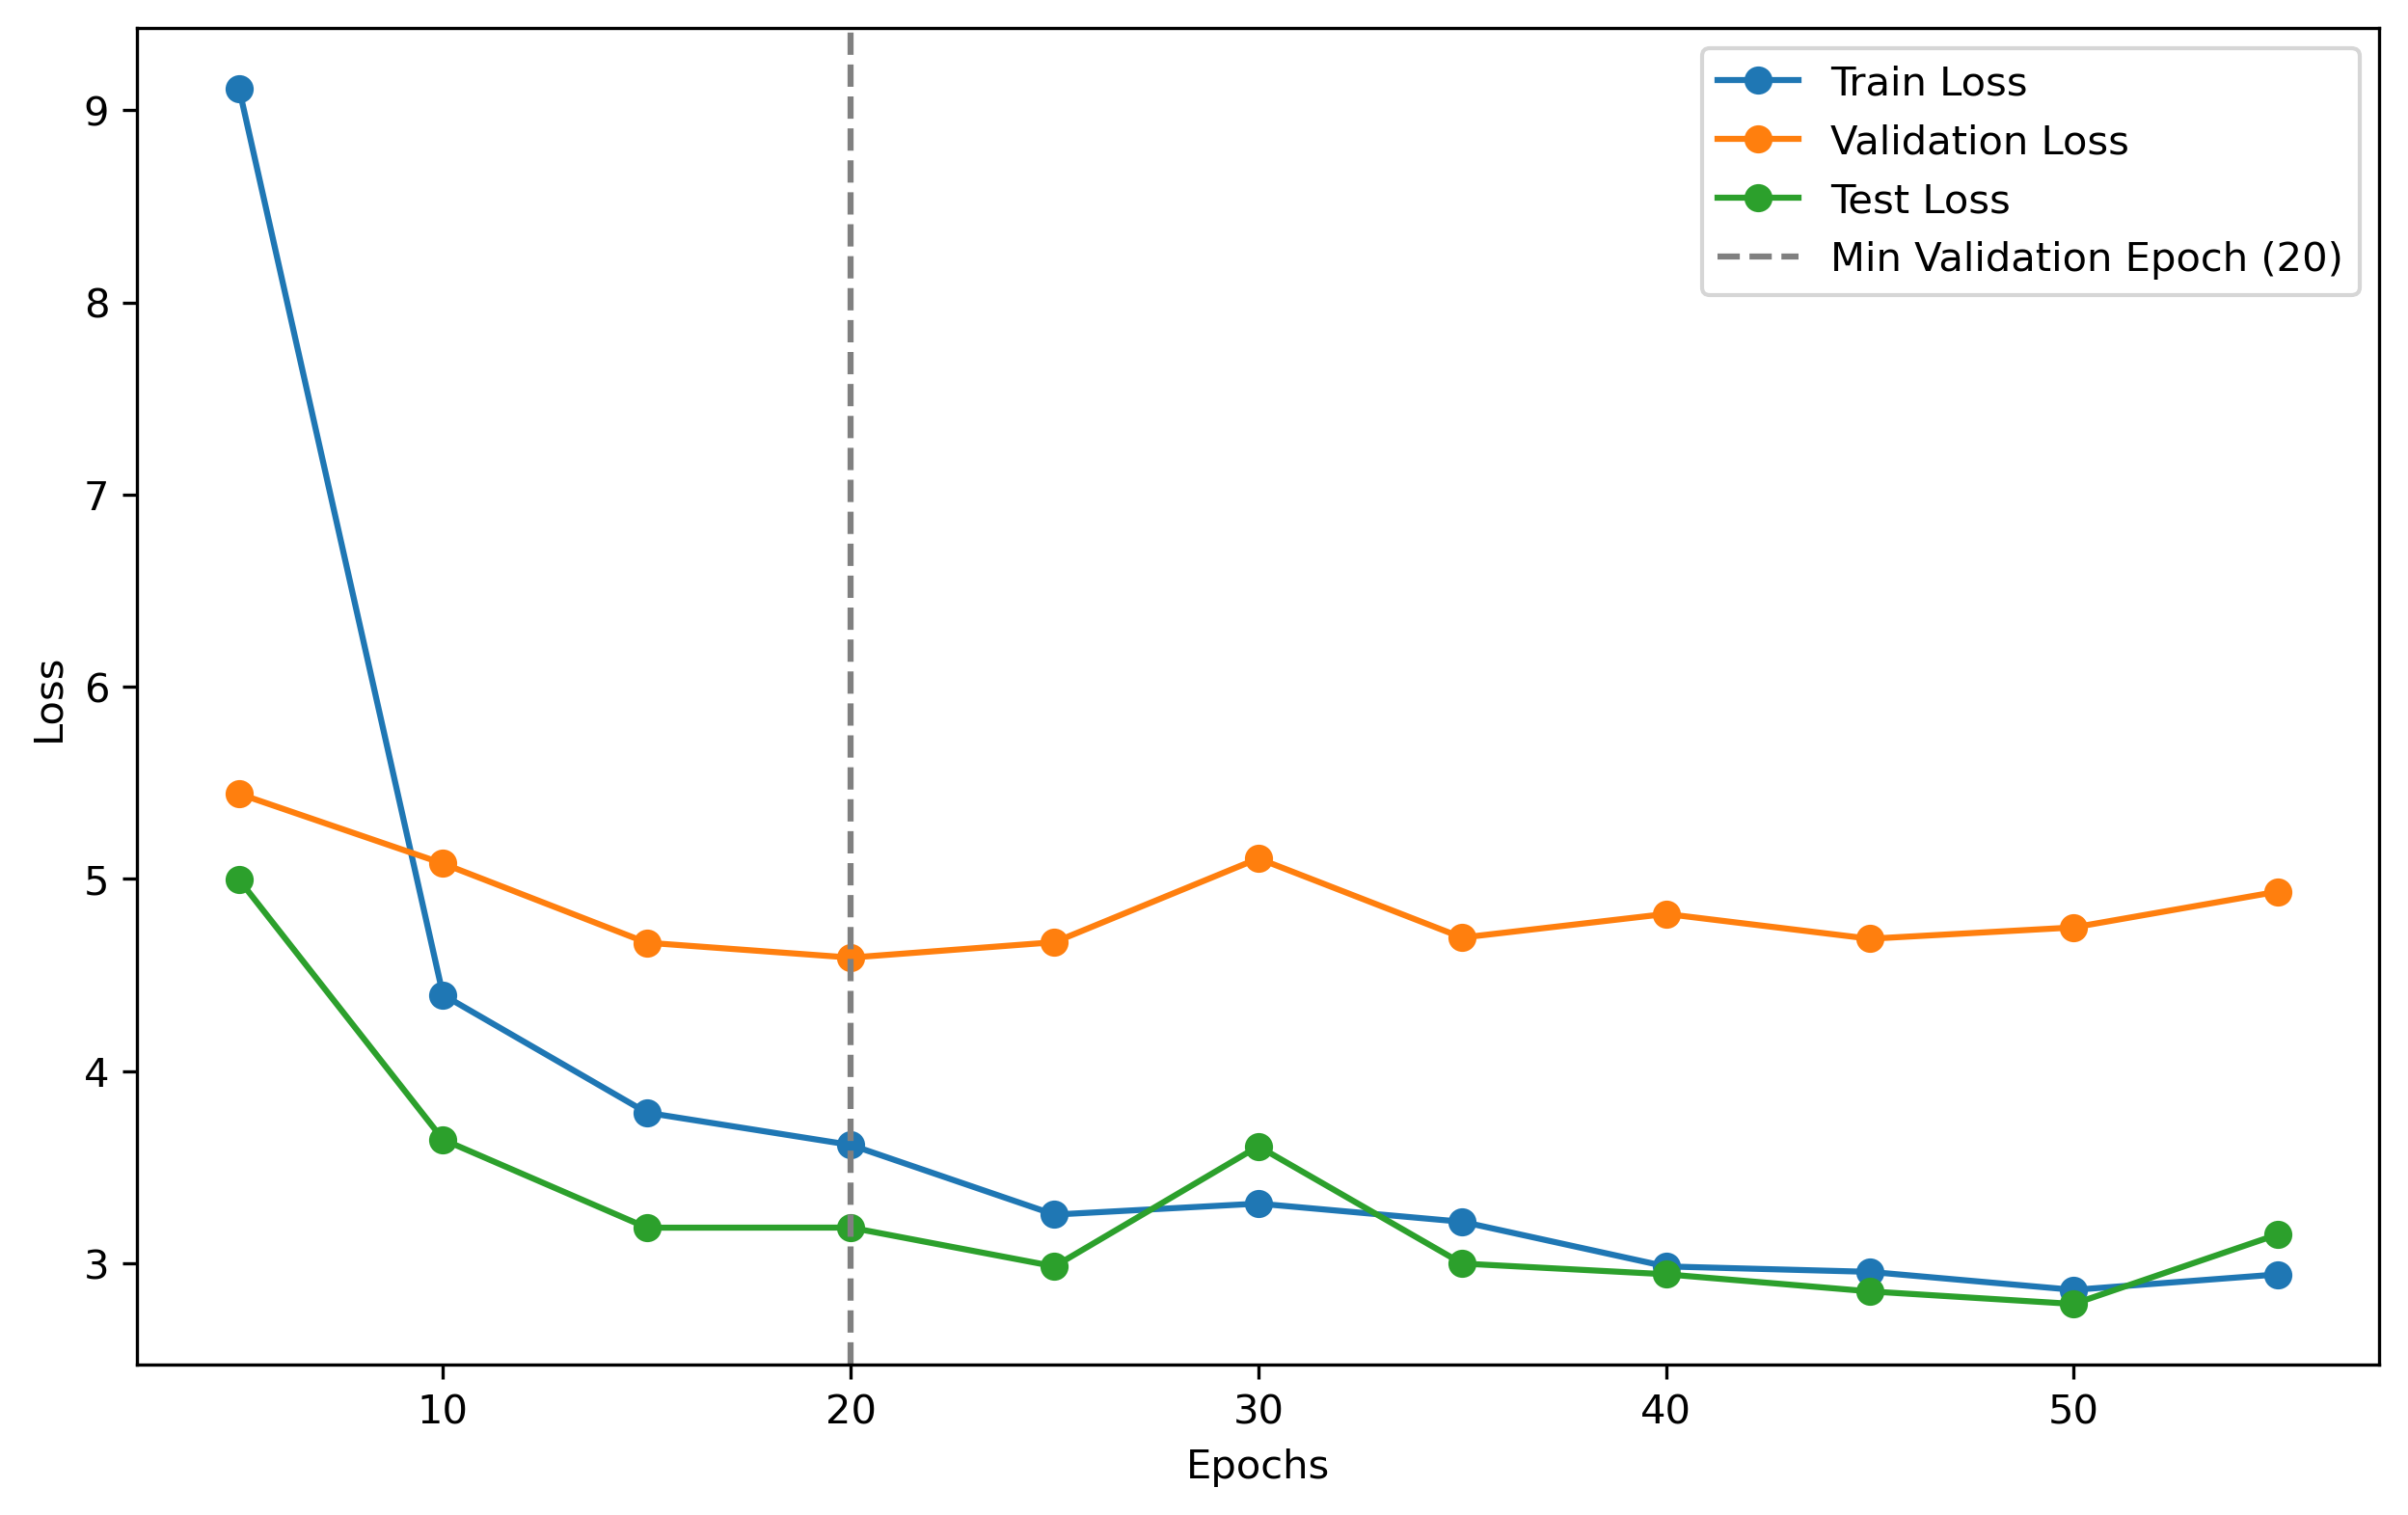 Train Loss
Validation Loss
Test Loss
Min Validation Epoch (20)
9
8
7
6
5
4
3
Loss
10 20 30 40 50
Epochs